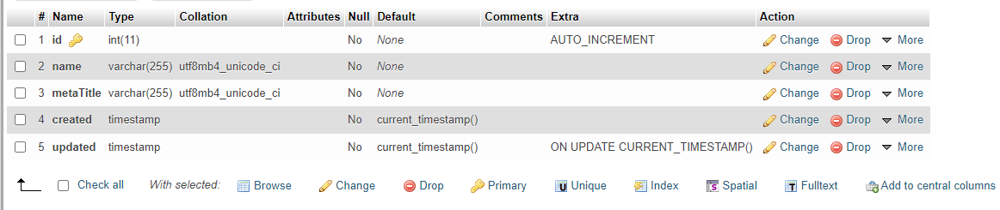 # Name Type Collation Attributes Null Default Comments Extra Action
1 id int(11) No None AUTO_INCREMENT Change Drop More
2 name varchar(255) utf8mb4_unicode_ci No None Change Drop More
3 metaTitle varchar(255) utf8mb4_unicode_ci No None Change Drop More
4 created timestamp No current_timestamp() Change Drop More
5 updated timestamp No current_timestamp() ON UPDATE CURRENT_TIMESTAMP() Change Drop More
Check all With selected: Browse Change Drop Primary Unique Index Spatial Fulltext Add to central columns